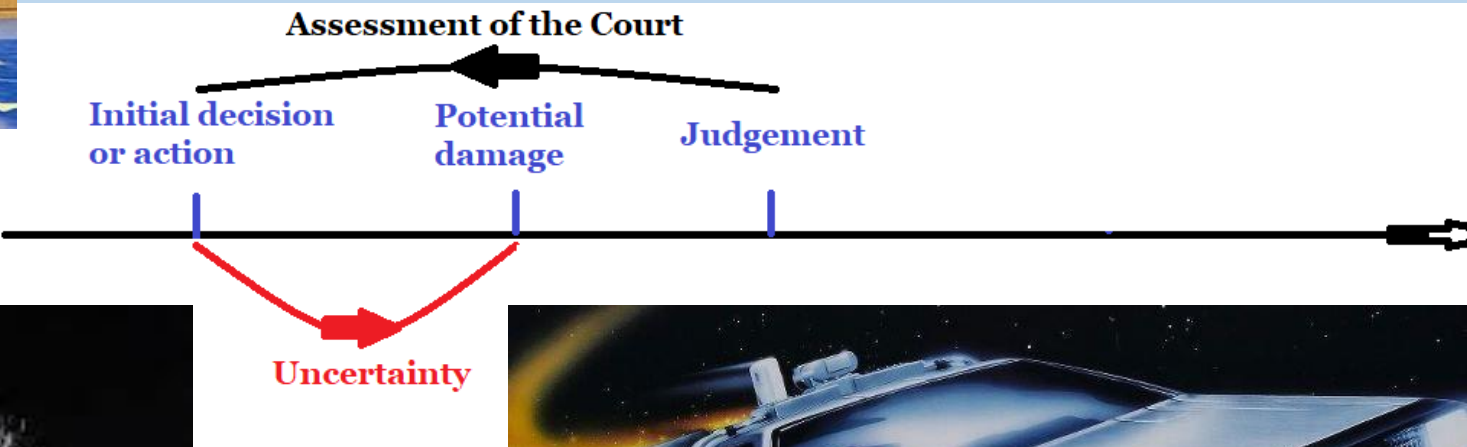 Assessment of the Court
Initial decision
or action
Potential
damage
Judgement
Uncertainty